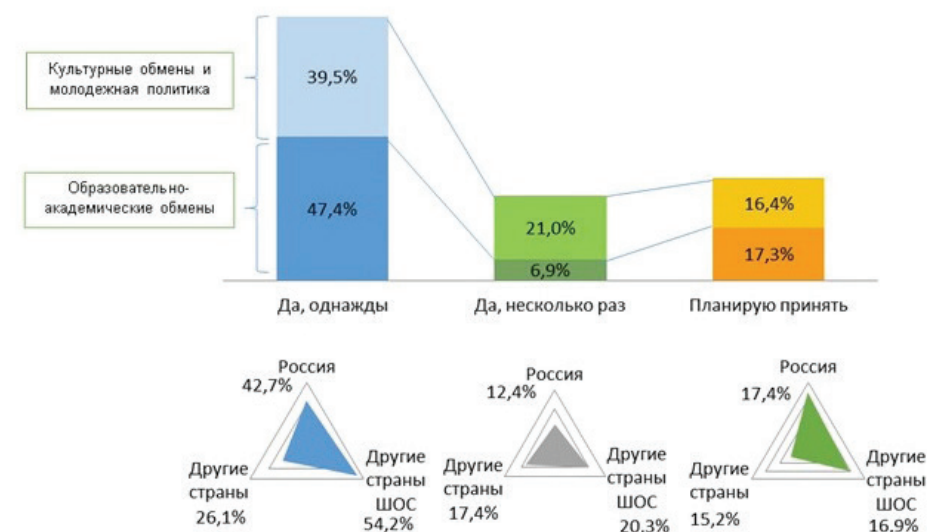 Культурные обмены и
молодежная политика
Образовательно-
академические обмены
39,5%
47,4%
21,0%
6,9%
16,4%
17,3%
Да, однажды
Да, несколько раз
Планирую принять
Россия
42,7%
Другие
страны
26,1%
Другие
страны
ШОС
54,2%
Россия
12,4%
Другие
страны
17,4%
Другие
страны
ШОС
20,3%
Россия
17,4%
Другие
страны
15,2%
Другие
страны
ШОС
16,9%